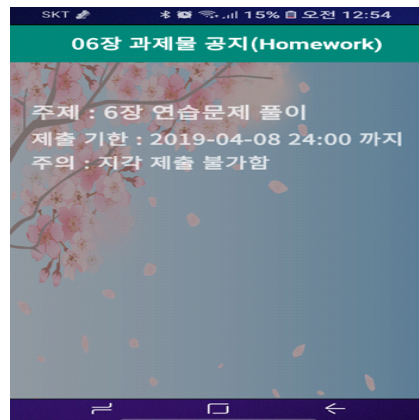 SKT 15% 오전 12:54
06장 과제물 공지(Homework)
주제 : 6장 연습문제 풀이
제출 기한 : 2019-04-08 24:00 까지
주의 : 지각 제출 불가함